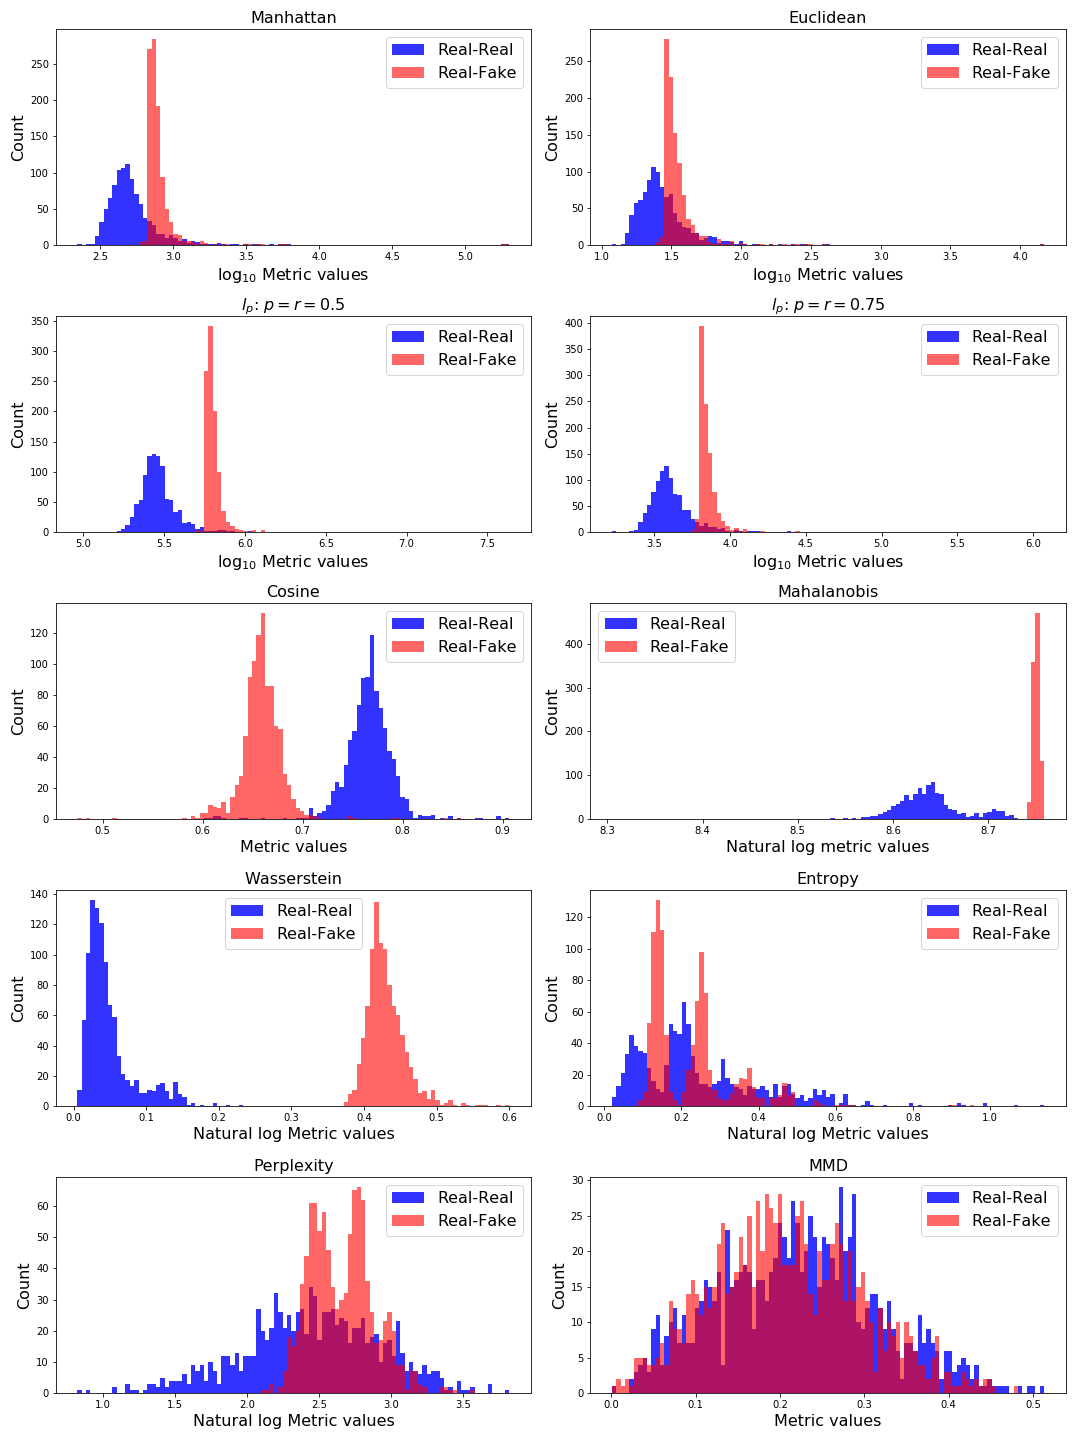 Manhattan
Real-Real
Real-Fake
Count
0
50
100
150
200
250
2.5 3.0 3.5 4.0 4.5 5.0
log₁₀ Metric values
Euclidean
Real-Real
Real-Fake
Count
0
50
100
150
200
250
1.0 1.5 2.0 2.5 3.0 3.5 4.0
log₁₀ Metric values
lₚ: p = r = 0.5
Real-Real
Real-Fake
Count
0
50
100
150
200
250
300
350
5.0 5.5 6.0 6.5 7.0 7.5
log₁₀ Metric values
lₚ: p = r = 0.75
Real-Real
Real-Fake
Count
0
50
100
150
200
250
300
350
400
3.5 4.0 4.5 5.0 5.5 6.0
log₁₀ Metric values
Cosine
Real-Real
Real-Fake
Count
0
20
40
60
80
100
120
0.5 0.6 0.7 0.8 0.9
Metric values
Mahalanobis
Real-Real
Real-Fake
Count
0
100
200
300
400
8.3 8.4 8.5 8.6 8.7
Natural log metric values
Wasserstein
Real-Real
Real-Fake
Count
0
20
40
60
80
100
120
140
0.0 0.1 0.2 0.3 0.4 0.5 0.6
Natural log Metric values
Entropy
Real-Real
Real-Fake
Count
0
20
40
60
80
100
120
0.0 0.2 0.4 0.6 0.8 1.0
Natural log Metric values
Perplexity
Real-Real
Real-Fake
Count
0
10
20
30
40
50
60
1.0 1.5 2.0 2.5 3.0 3.5
Natural log Metric values
MMD
Real-Real
Real-Fake
Count
0
5
10
15
20
25
30
0.0 0.1 0.2 0.3 0.4 0.5
Metric values